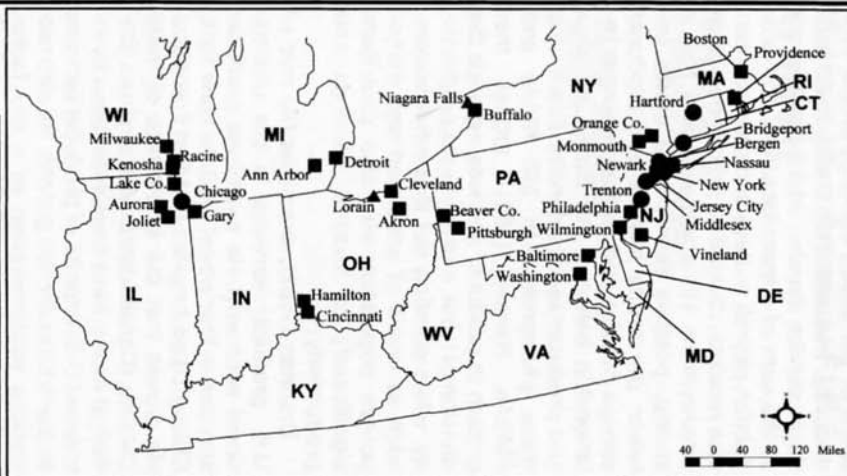 Boston
Providence
NY
MA
RI
WI
Niagara Falls
Hartford
CT
Buffalo
Milwaukee
MI
Orange Co.
Bridgeport
Racine
Monmouth
Bergen
Kenosha
Detroit
Newark
Nassau
Ann Arbor
PA
Lake Co.
Cleveland
Trenton
New York
Chicago
Aurora
Lorain
Philadelphia
NJ
Jersey City
Joliet
Gary
Akron
Beaver Co.
Middlesex
Pittsburgh
Wilmington
OH
Baltimore
Vineland
Washington
IL
IN
Hamilton
DE
Cincinnati
WV
VA
MD
KY
40 0 40 80 120 Miles